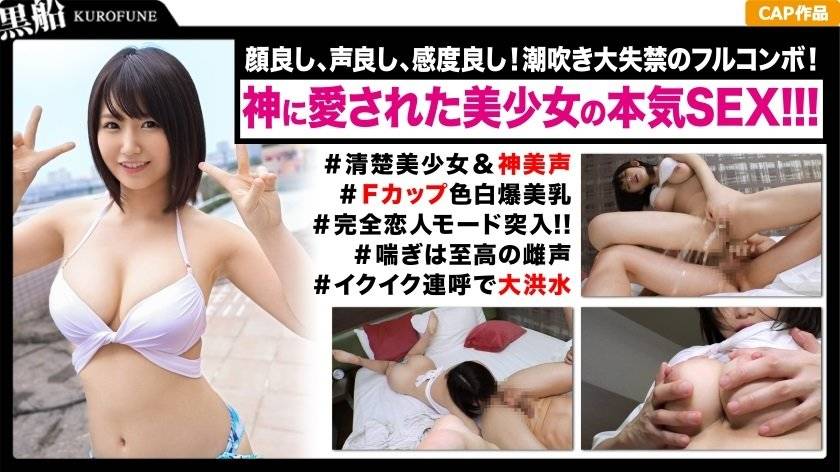 黒船 KUROFUNE
CAP作品
顔良し、声良し、感度良し!潮吹き大失禁のフルコンボ!
神に愛された美少女の本気SEX!!!
#清楚美少女&神美声
#Fカップ色白爆美乳
#完全恋人モード突入!!
#喘ぎは至高の雌声
#イクイク連呼で大洪水